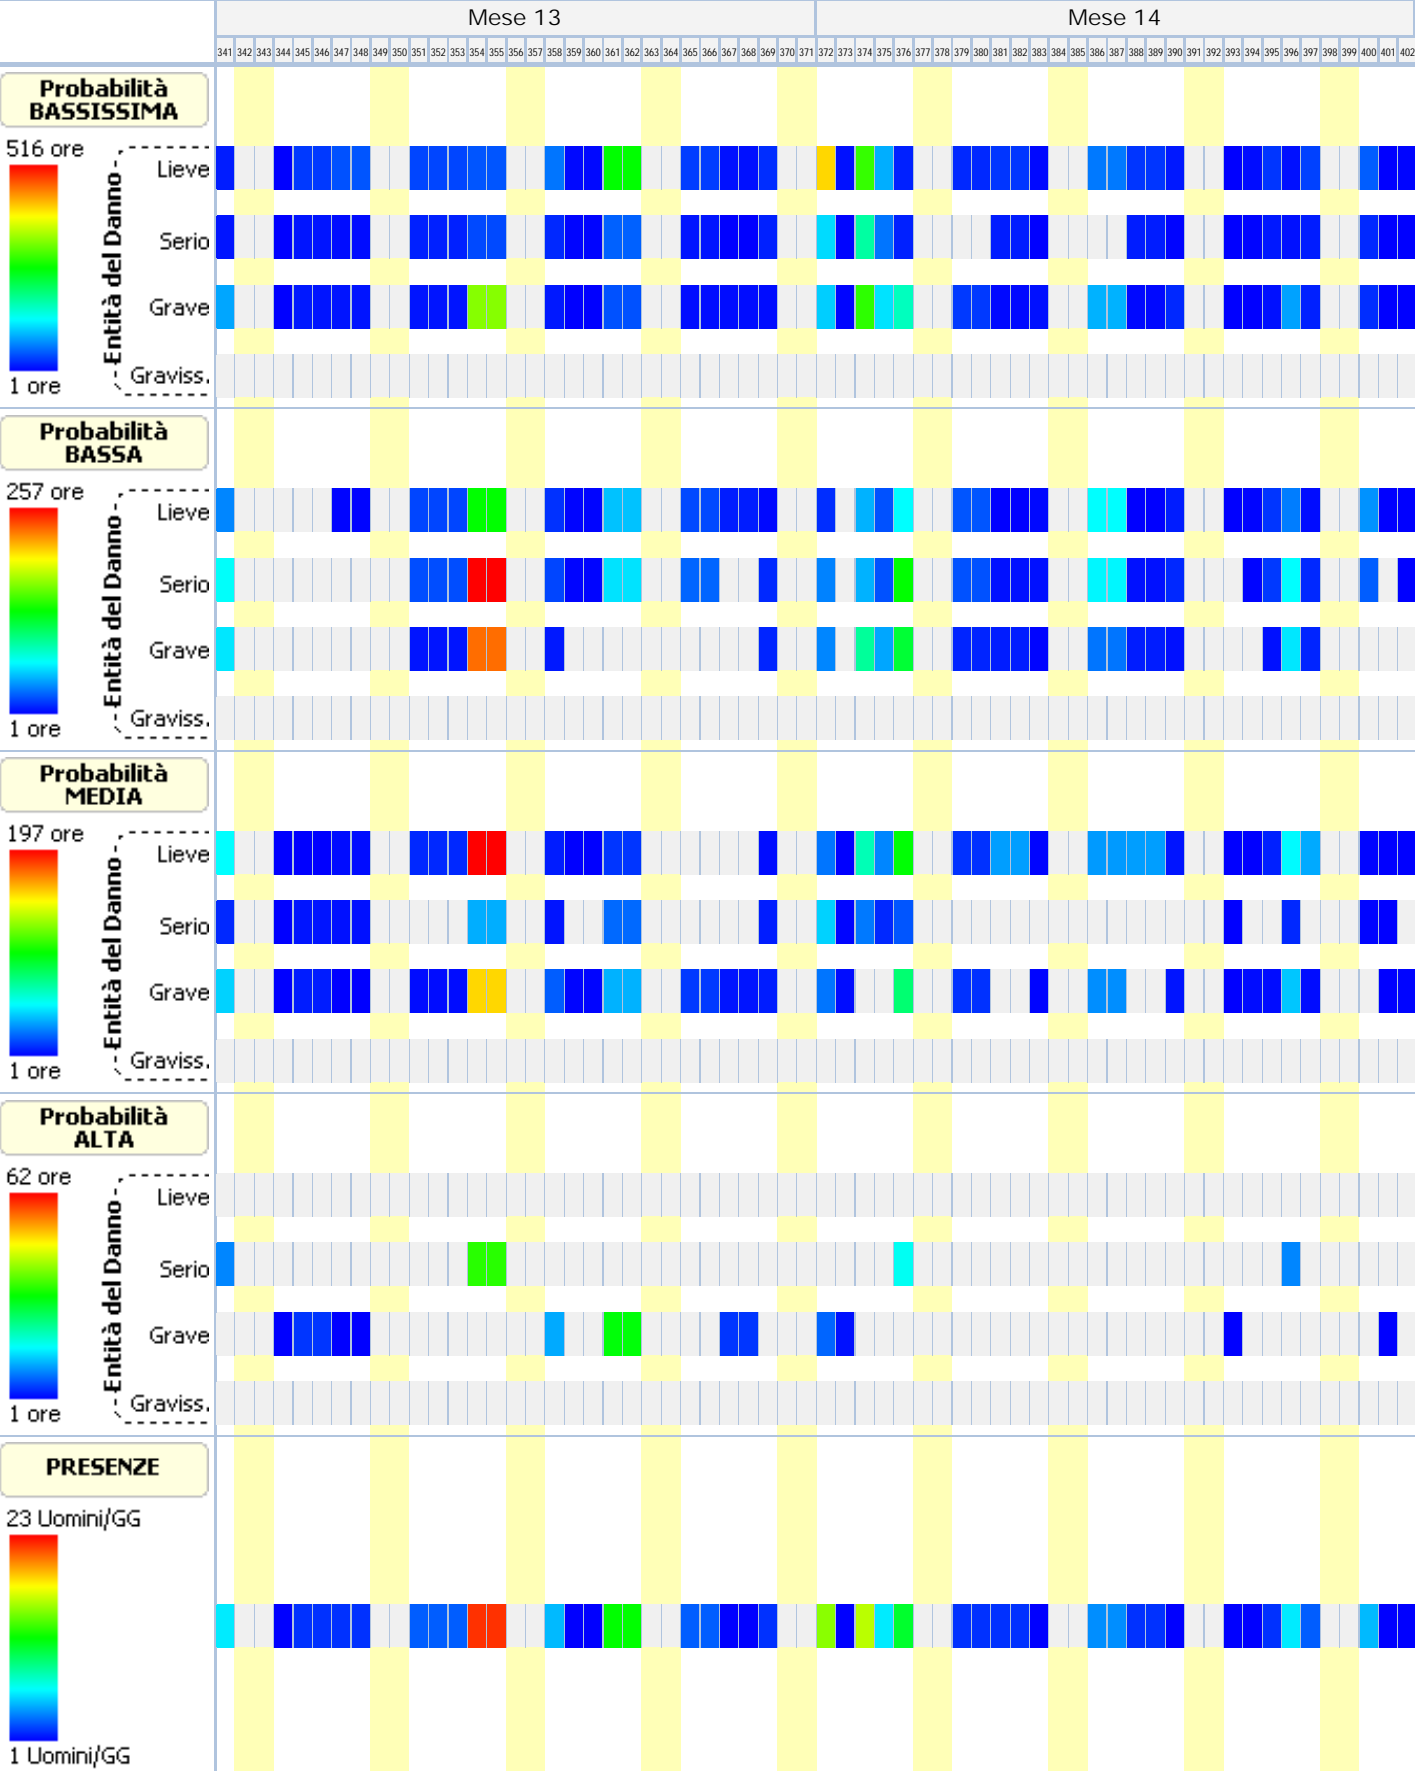 Mese 13 Mese 14
341 342 343 344 345 346 347 348 349 350 351 352 353 354 355 356 357 358 359 360 361 362 363 364 365 366 367 368 369 370 371 372 373 374 375 376 377 378 379 380 381 382 383 384 385 386 387 388 389 390 391 392 393 394 395 396 397 398 399 400 401 402
Probabilità
BASSISSIMA
516 ore
Entità del Danno
Lieve
Serio
Grave
Graviss.
1 ore
Probabilità
BASSA
257 ore
Entità del Danno
Lieve
Serio
Grave
Graviss.
1 ore
Probabilità
MEDIA
197 ore
Entità del Danno
Lieve
Serio
Grave
Graviss.
1 ore
Probabilità
ALTA
62 ore
Entità del Danno
Lieve
Serio
Grave
Graviss.
1 ore
PRESENZE
23 Uomini/GG
1 Uomini/GG